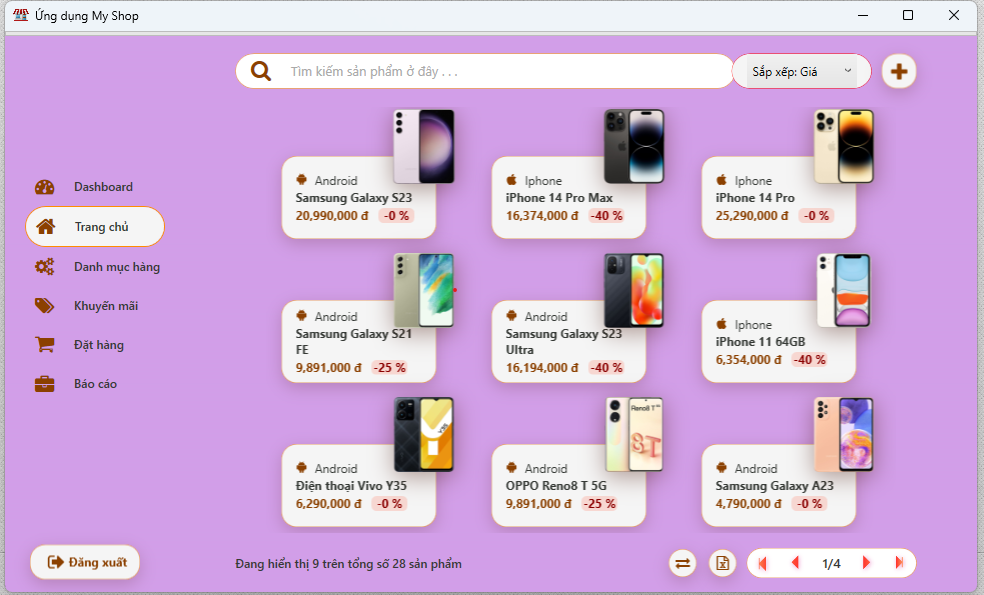 Ứng dụng My Shop
Tìm kiếm sản phẩm ở đây . . .
Sắp xếp: Giá
Dashboard
Trang chủ
Danh mục hàng
Khuyến mãi
Đặt hàng
Báo cáo
Đăng xuất
Android
Samsung Galaxy S23
20,990,000 đ -0 %
Iphone
iPhone 14 Pro Max
16,374,000 đ -40 %
Iphone
iPhone 14 Pro
25,290,000 đ -0 %
Android
Samsung Galaxy S21
FE
9,891,000 đ -25 %
Android
Samsung Galaxy S23
Ultra
16,194,000 đ -40 %
Iphone
iPhone 11 64GB
6,354,000 đ -40 %
Y35
Android
Điện thoại Vivo Y35
6,290,000 đ -0 %
Reno8 T
Android
OPPO Reno8 T 5G
9,891,000 đ -25 %
Android
Samsung Galaxy A23
4,790,000 đ -0 %
Đang hiển thị 9 trên tổng số 28 sản phẩm
1/4